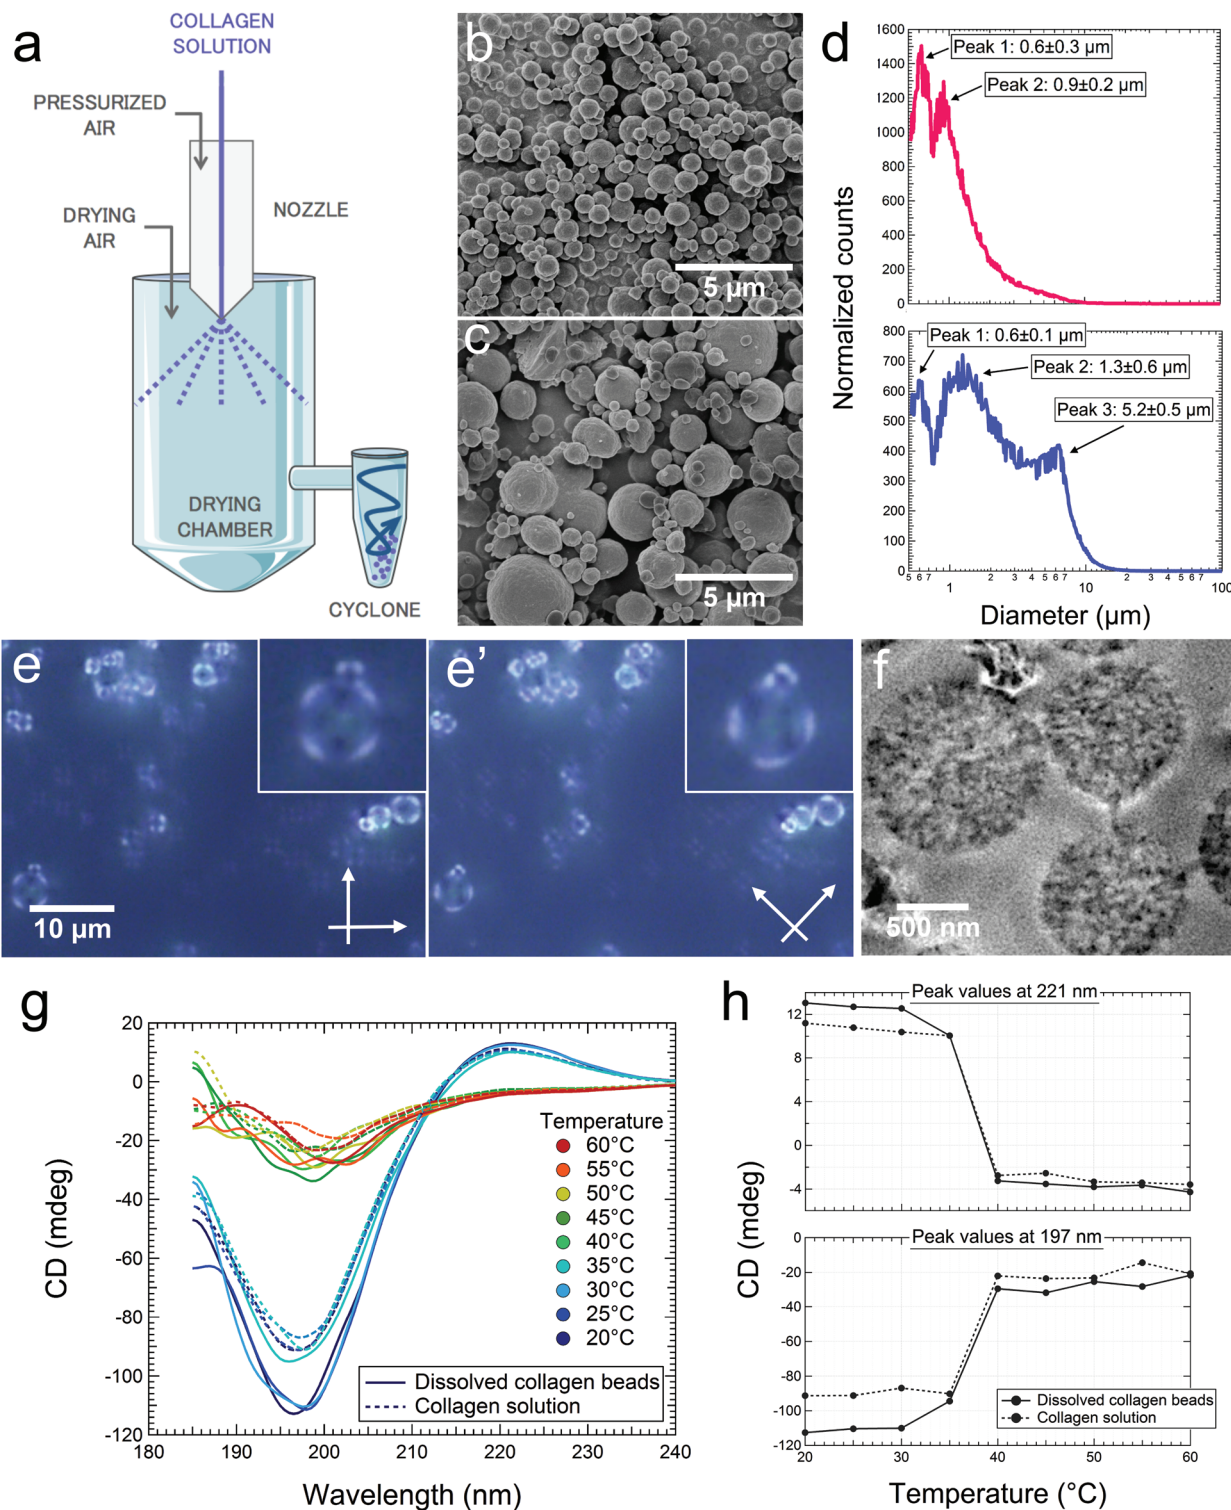 a
COLLAGEN
SOLUTION
PRESSURIZED
AIR
DRYING
AIR
NOZZLE
DRYING
CHAMBER
CYCLONE
b
5 µm
c
5 µm
d
Normalized counts
1600
1400
1200
1000
800
600
400
200
0
Peak 1: 0.6±0.3 µm
Peak 2: 0.9±0.2 µm
800
700
600
500
400
300
200
100
0
Peak 1: 0.6±0.1 µm
Peak 2: 1.3±0.6 µm
Peak 3: 5.2±0.5 µm
5 6 7 2 3 4 5 6 7 2 3 4 5 6 7
1 10 100
Diameter (µm)
e
10 µm
e’
f
500 nm
g
CD (mdeg)
20
0
-20
-40
-60
-80
-100
-120
180 190 200 210 220 230 240
Wavelength (nm)
Temperature
60°C
55°C
50°C
45°C
40°C
35°C
30°C
25°C
20°C
Dissolved collagen beads
Collagen solution
h
CD (mdeg)
Peak values at 221 nm
12
8
4
0
-4
Peak values at 197 nm
0
-20
-40
-60
-80
-100
-120
Dissolved collagen beads
Collagen solution
20 30 40 50 60
Temperature (°C)